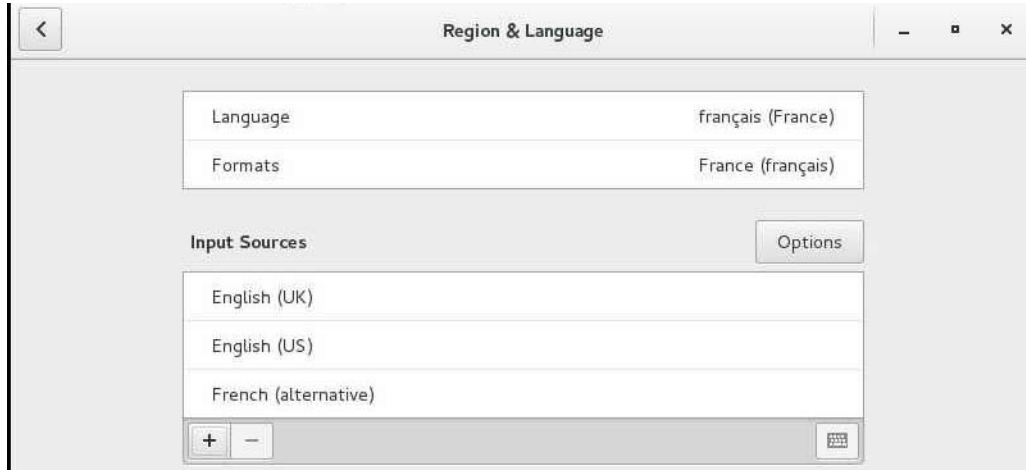 Region & Language
Language français (France)
Formats France (français)
Input Sources Options
English (UK)
English (US)
French (alternative)